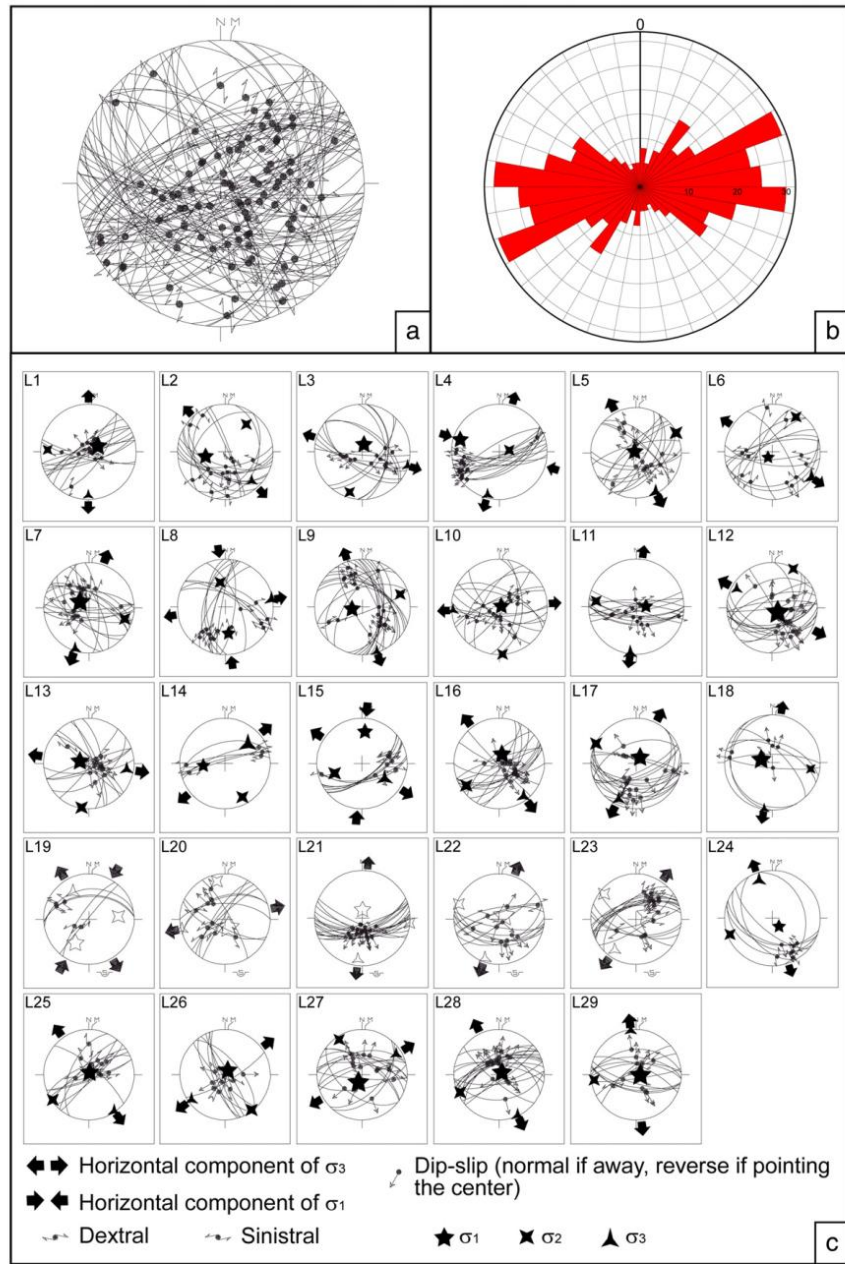 N M
a
0
10
20
30
b
L1
L2
L3
L4
L5
L6
L7
L8
L9
L10
L11
L12
L13
L14
L15
L16
L17
L18
L19
L20
L21
L22
L23
L24
L25
L26
L27
L28
L29
Horizontal component of σ3
Dip-slip (normal if away, reverse if pointing
the center)
Horizontal component of σ1
Dextral
Sinistral
σ1
σ2
σ3
c